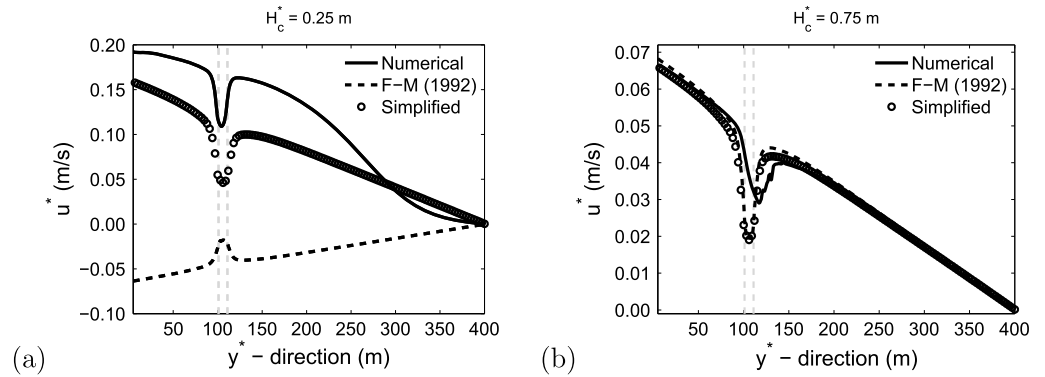 H*c = 0.25 m
0.20
0.15
0.10
0.05
0.00
−0.05
−0.10
u* (m/s)
Numerical
F−M (1992)
Simplified
50 100 150 200 250 300 350 400
y* − direction (m)
(a)
H*c = 0.75 m
0.07
0.06
0.05
0.04
0.03
0.02
0.01
0.00
u* (m/s)
Numerical
F−M (1992)
Simplified
50 100 150 200 250 300 350 400
y* − direction (m)
(b)